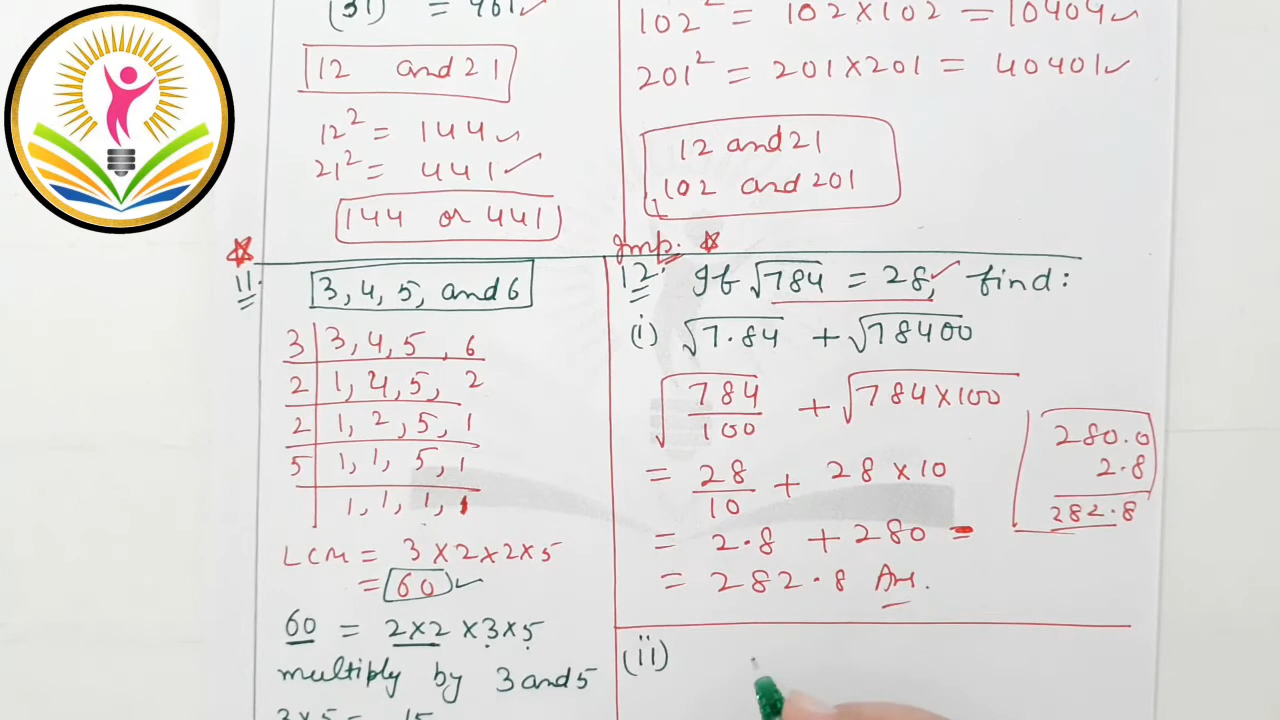 (31) = 961✓
12 and 21
12² = 144✓
21² = 441✓
144 or 441
102² = 102×102 = 10404✓
201² = 201×201 = 40401✓
12 and 21
102 and 201
11.
3, 4, 5, and 6
3 | 3, 4, 5, 6
2 | 1, 4, 5, 2
2 | 1, 2, 5, 1
5 | 1, 1, 5, 1
1, 1, 1, 1
LCM = 3×2×2×5
= 60✓
60 = 2×2×3×5
multiply by 3 and 5
3×5 = 15
Imp.
12. If √784 = 28,✓ find:
(i) √7.84 + √78400
√784/100 + √784×100
= 28/10 + 28×10
= 2.8 + 280 =
= 282.8 Ans.
280.0
2.8
282.8
(ii)